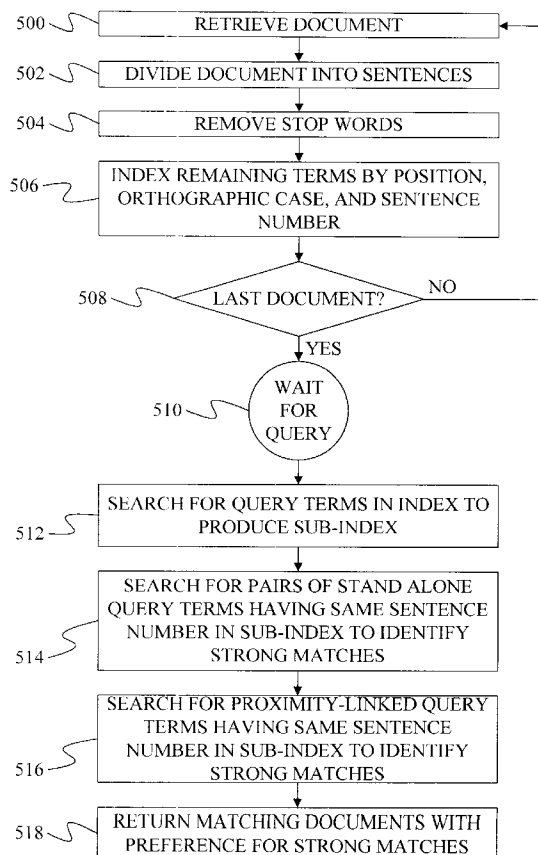 500
RETRIEVE DOCUMENT
502
DIVIDE DOCUMENT INTO SENTENCES
504
REMOVE STOP WORDS
506
INDEX REMAINING TERMS BY POSITION,
ORTHOGRAPHIC CASE, AND SENTENCE
NUMBER
508
LAST DOCUMENT?
NO
YES
510
WAIT
FOR
QUERY
512
SEARCH FOR QUERY TERMS IN INDEX TO
PRODUCE SUB-INDEX
514
SEARCH FOR PAIRS OF STAND ALONE
QUERY TERMS HAVING SAME SENTENCE
NUMBER IN SUB-INDEX TO IDENTIFY
STRONG MATCHES
516
SEARCH FOR PROXIMITY-LINKED QUERY
TERMS HAVING SAME SENTENCE
NUMBER IN SUB-INDEX TO IDENTIFY
STRONG MATCHES
518
RETURN MATCHING DOCUMENTS WITH
PREFERENCE FOR STRONG MATCHES